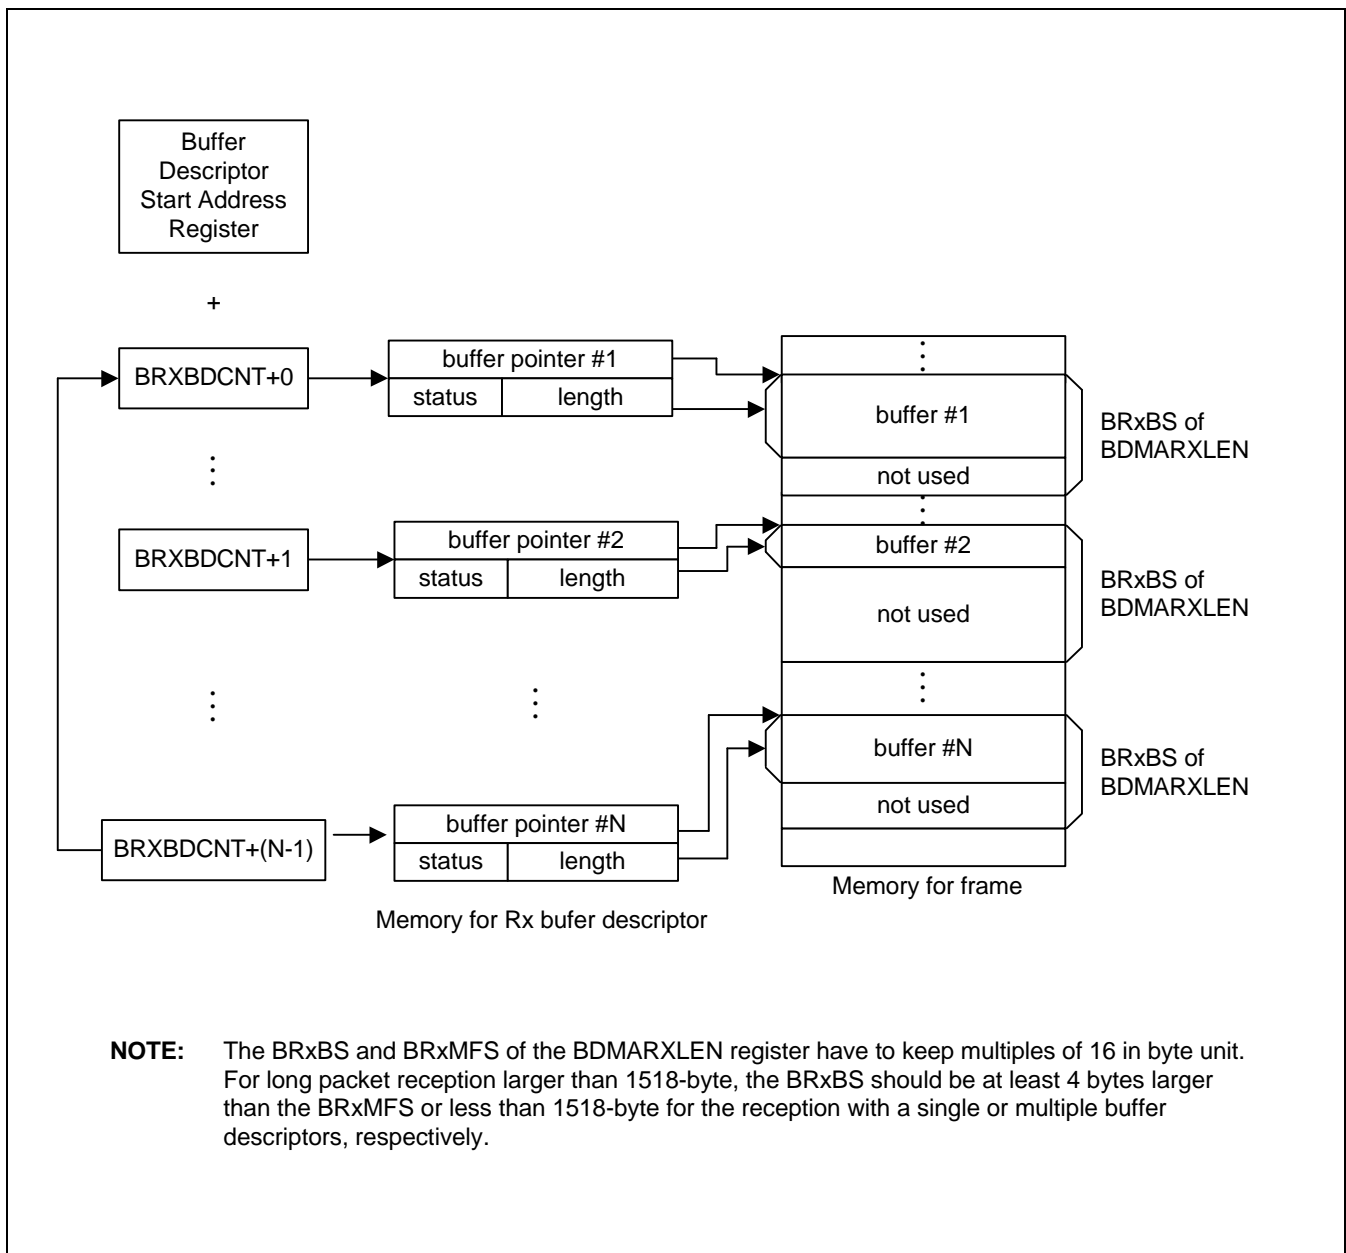 Buffer
Descriptor
Start Address
Register
+
BRXBDCNT+0
buffer pointer #1
status
length
buffer #1
not used
BRxBS of
BDMARXLEN
BRXBDCNT+1
buffer pointer #2
status
length
buffer #2
not used
BRxBS of
BDMARXLEN
BRXBDCNT+(N-1)
buffer pointer #N
status
length
buffer #N
not used
BRxBS of
BDMARXLEN
Memory for frame
Memory for Rx bufer descriptor
NOTE: The BRxBS and BRxMFS of the BDMARXLEN register have to keep multiples of 16 in byte unit.
For long packet reception larger than 1518-byte, the BRxBS should be at least 4 bytes larger
than the BRxMFS or less than 1518-byte for the reception with a single or multiple buffer
descriptors, respectively.